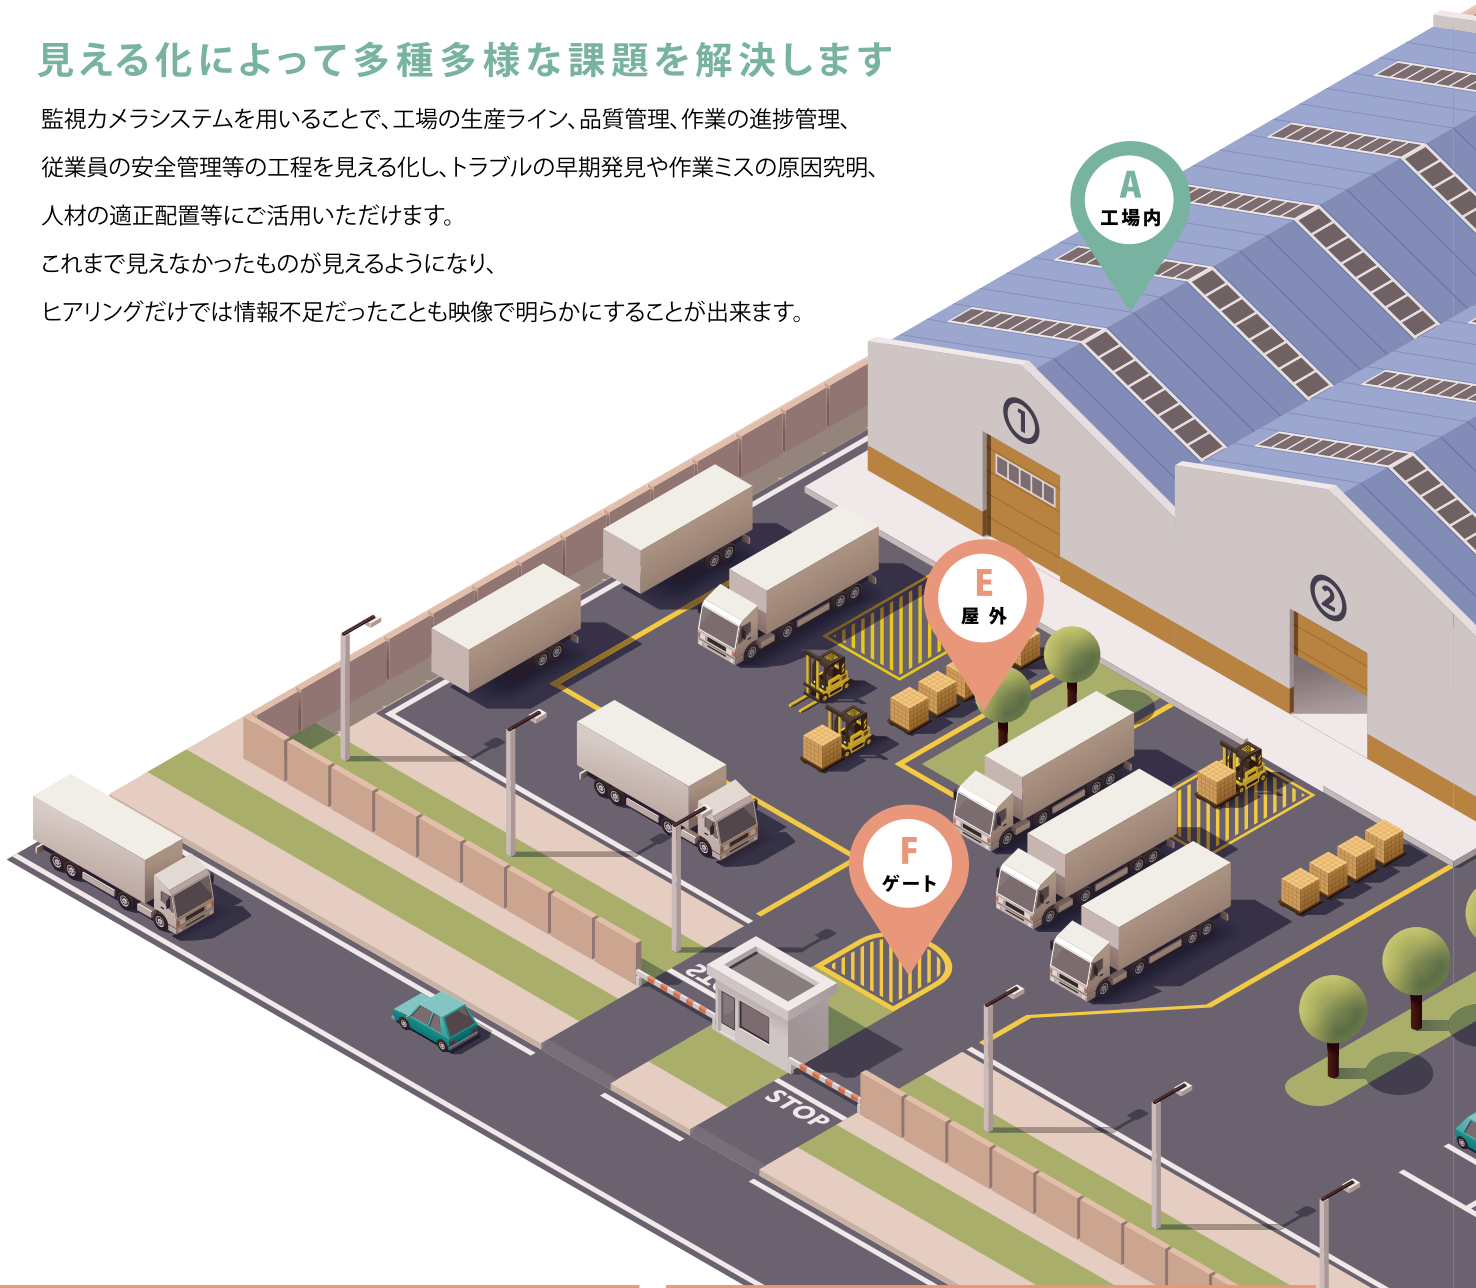 見える化によって多種多様な課題を解決します
監視カメラシステムを用いることで、工場の生産ライン、品質管理、作業の進捗管理、
従業員の安全管理等の工程を見える化し、トラブルの早期発見や作業ミスの原因究明、
人材の適正配置等にご活用いただけます。
これまで見えなかったものが見えるようになり、
ヒアリングだけでは情報不足だったことも映像で明らかにすることが出来ます。
A
工場内
1
E
屋 外
2
F
ゲート
STOP